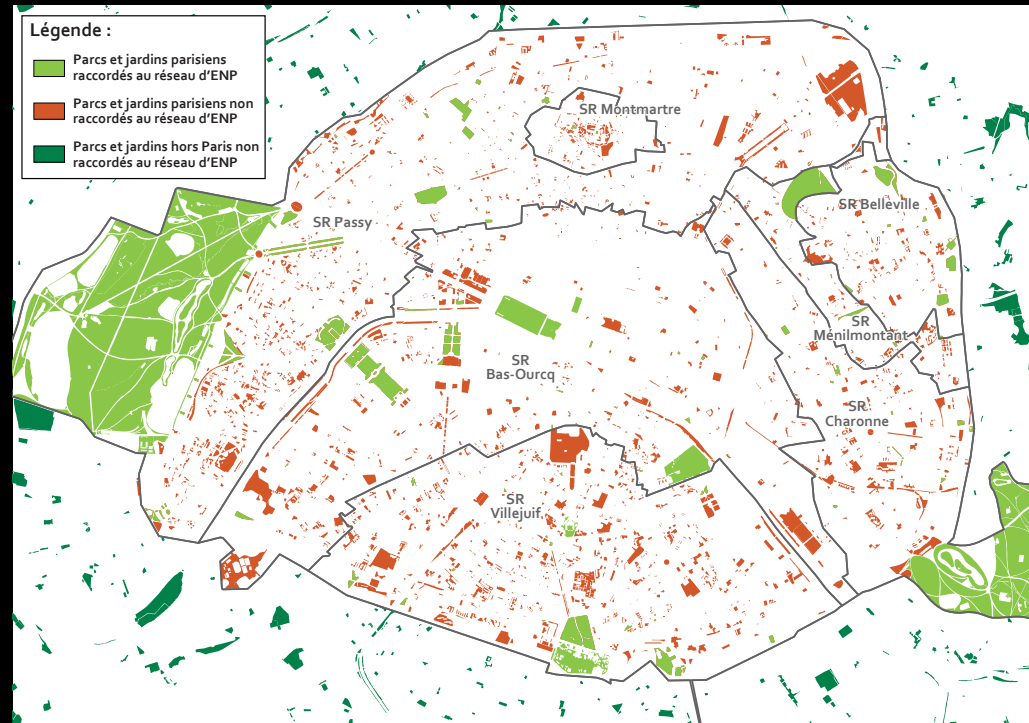 Légende :
Parcs et jardins parisiens
raccordés au réseau d'ENP
Parcs et jardins parisiens non
raccordés au réseau d'ENP
Parcs et jardins hors Paris non
raccordés au réseau d'ENP
SR Montmartre
SR Belleville
SR Passy
SR
Ménilmontant
SR
Bas-Ourcq
SR
Charonne
SR
Villejuif